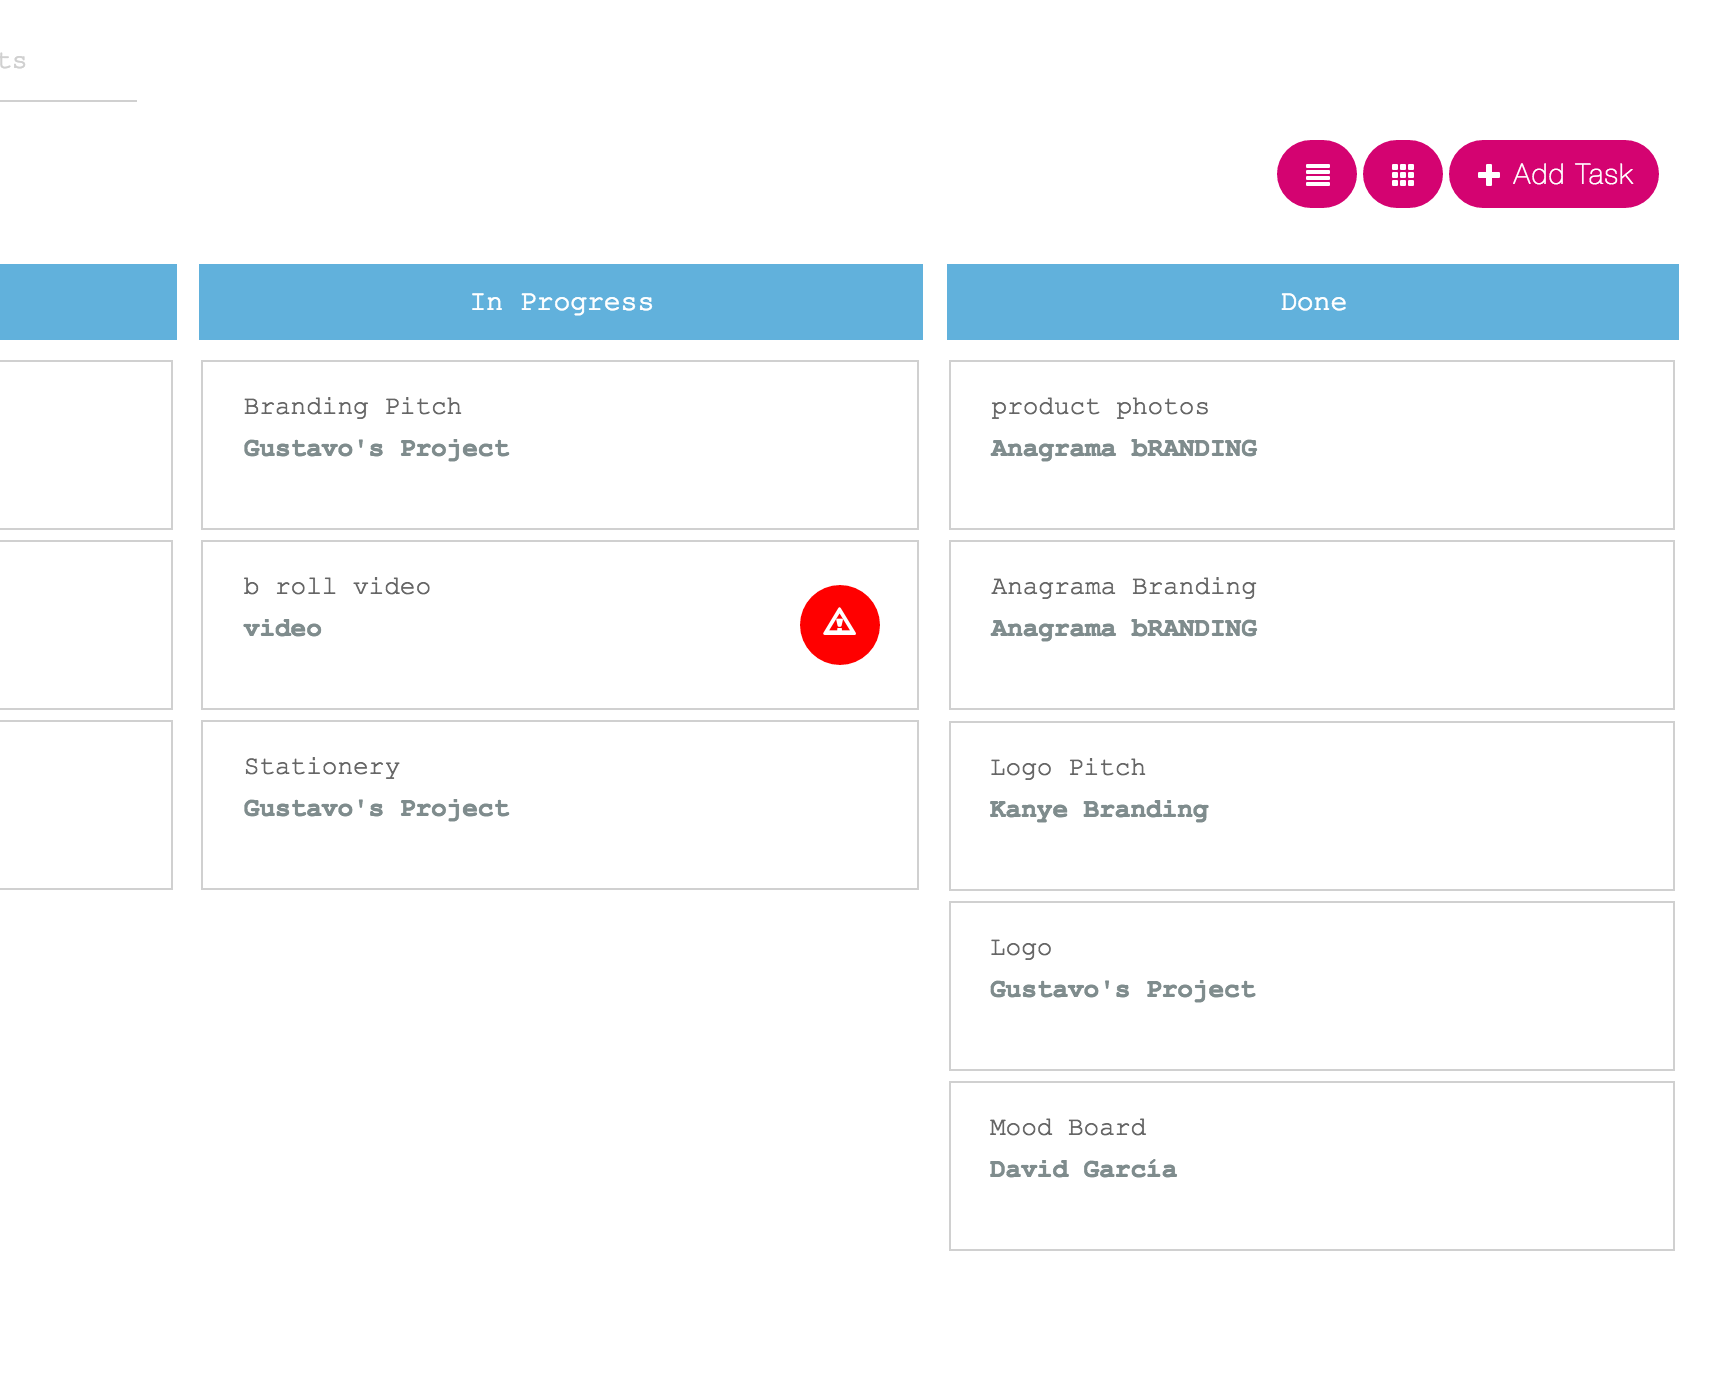 ts
Add Task
In Progress
Done
Branding Pitch
Gustavo's Project
b roll video
video
Stationery
Gustavo's Project
product photos
Anagrama bRANDING
Anagrama Branding
Anagrama bRANDING
Logo Pitch
Kanye Branding
Logo
Gustavo's Project
Mood Board
David García